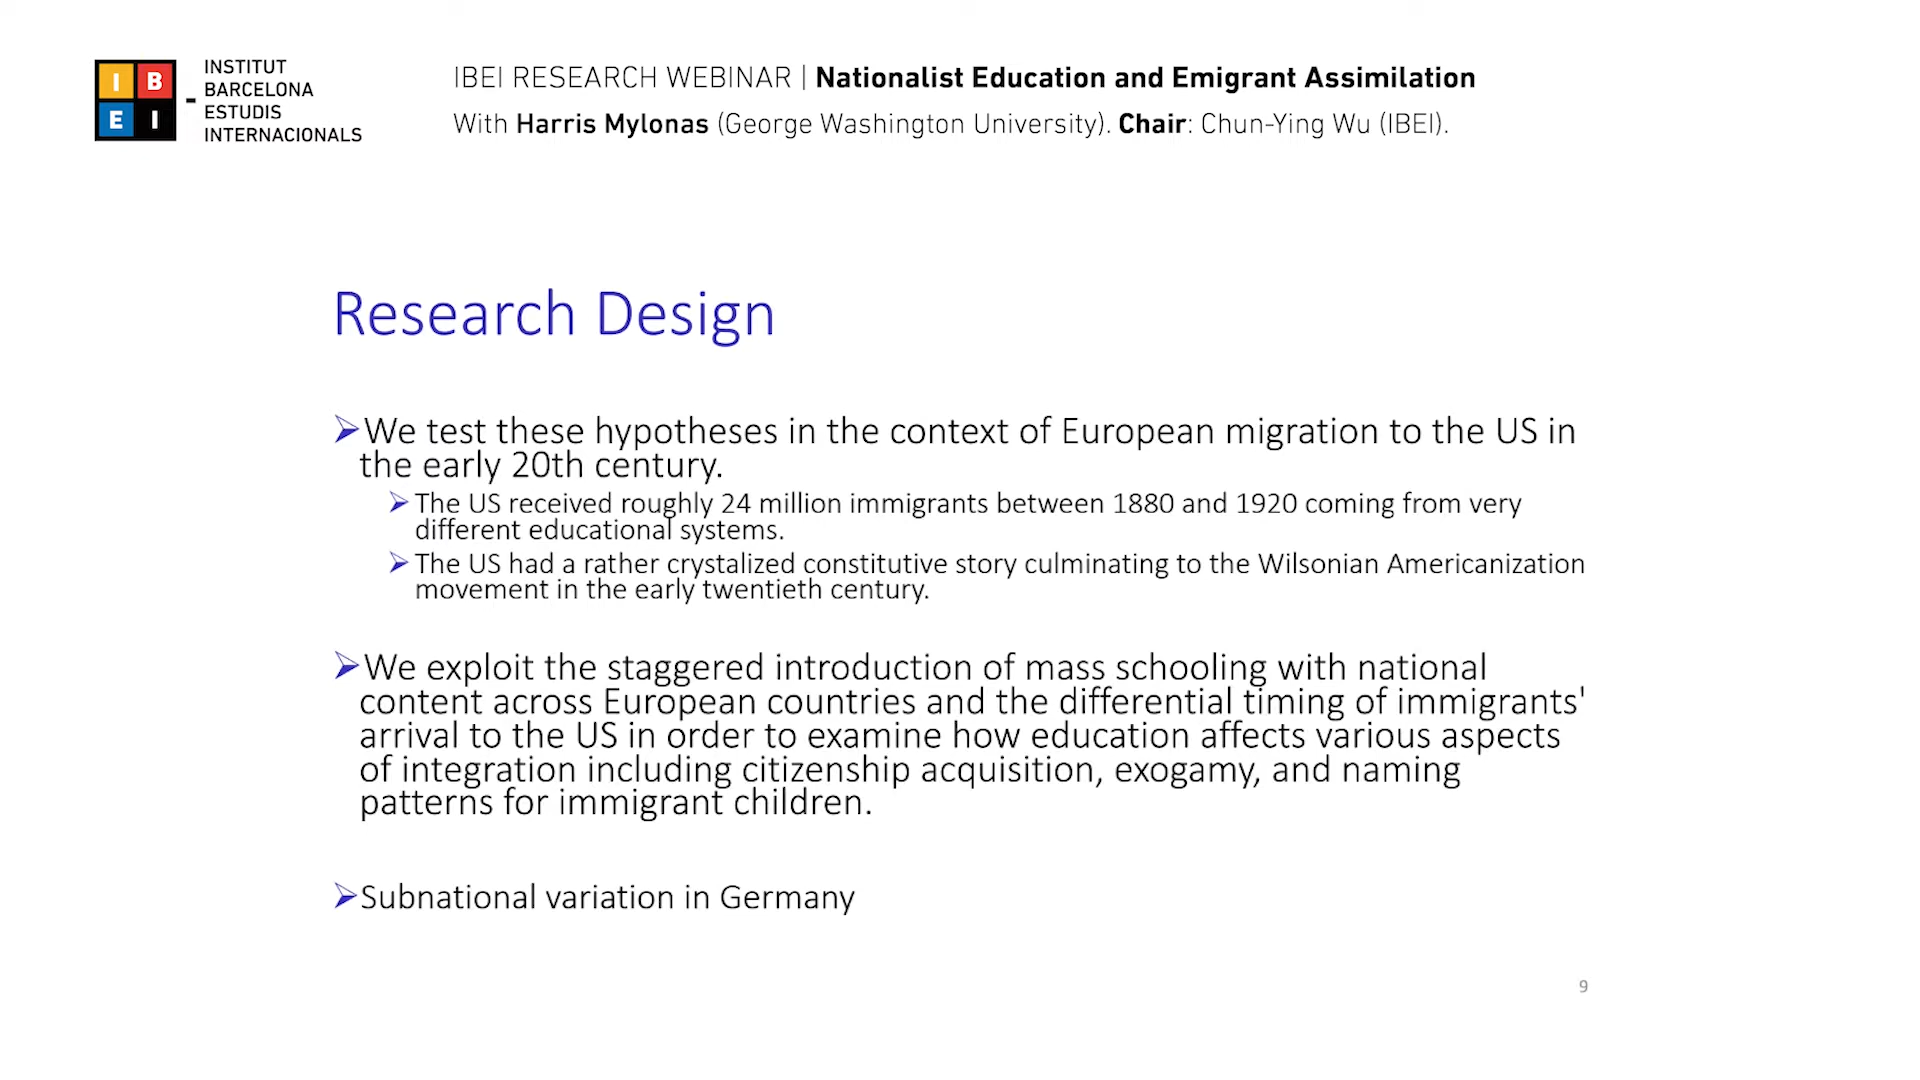 I B
E I
INSTITUT
BARCELONA
ESTUDIS
INTERNACIONALS
IBEI RESEARCH WEBINAR | Nationalist Education and Emigrant Assimilation
With Harris Mylonas (George Washington University). Chair: Chun-Ying Wu (IBEI).
Research Design
We test these hypotheses in the context of European migration to the US in
the early 20th century.
The US received roughly 24 million immigrants between 1880 and 1920 coming from very
different educational systems.
The US had a rather crystalized constitutive story culminating to the Wilsonian Americanization
movement in the early twentieth century.
We exploit the staggered introduction of mass schooling with national
content across European countries and the differential timing of immigrants'
arrival to the US in order to examine how education affects various aspects
of integration including citizenship acquisition, exogamy, and naming
patterns for immigrant children.
Subnational variation in Germany
9